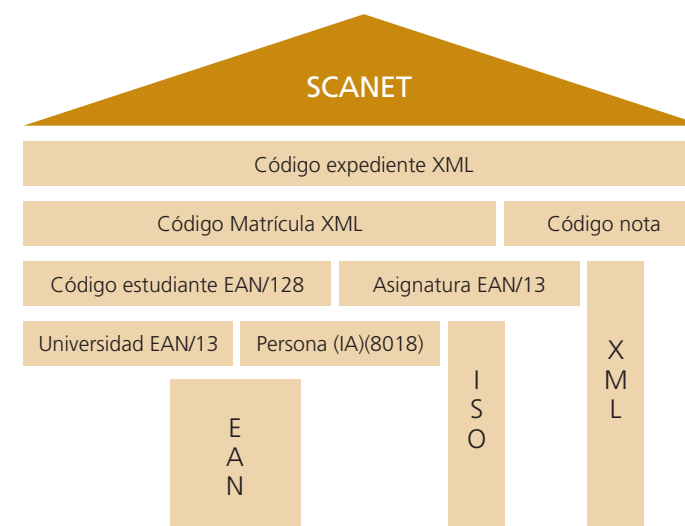 SCANET
Código expediente XML
Código Matrícula XML
Código nota
Código estudiante EAN/128
Asignatura EAN/13
Universidad EAN/13
Persona (IA)(8018)
E
A
N
I
S
O
X
M
L